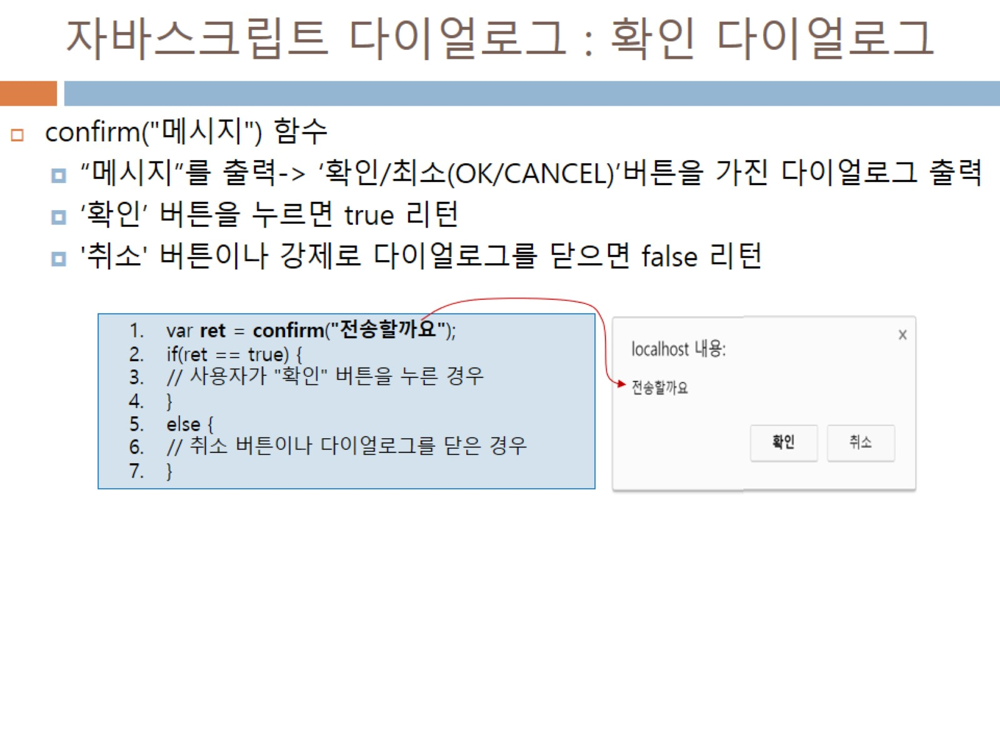 자바스크립트 다이얼로그 : 확인 다이얼로그
confirm("메시지") 함수
“메시지”를 출력-> ‘확인/최소(OK/CANCEL)’버튼을 가진 다이얼로그 출력
‘확인’ 버튼을 누르면 true 리턴
'취소' 버튼이나 강제로 다이얼로그를 닫으면 false 리턴
1. var ret = confirm("전송할까요");
2. if(ret == true) {
3. // 사용자가 "확인" 버튼을 누른 경우
4. }
5. else {
6. // 취소 버튼이나 다이얼로그를 닫은 경우
7. }
x
localhost 내용:
전송할까요
확인 취소